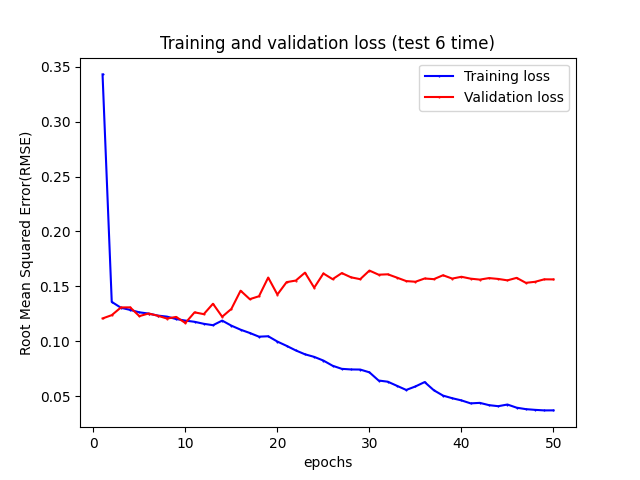 Training and validation loss (test 6 time)
Training loss
Validation loss
Root Mean Squared Error(RMSE)
0.35
0.30
0.25
0.20
0.15
0.10
0.05
0 10 20 30 40 50
epochs